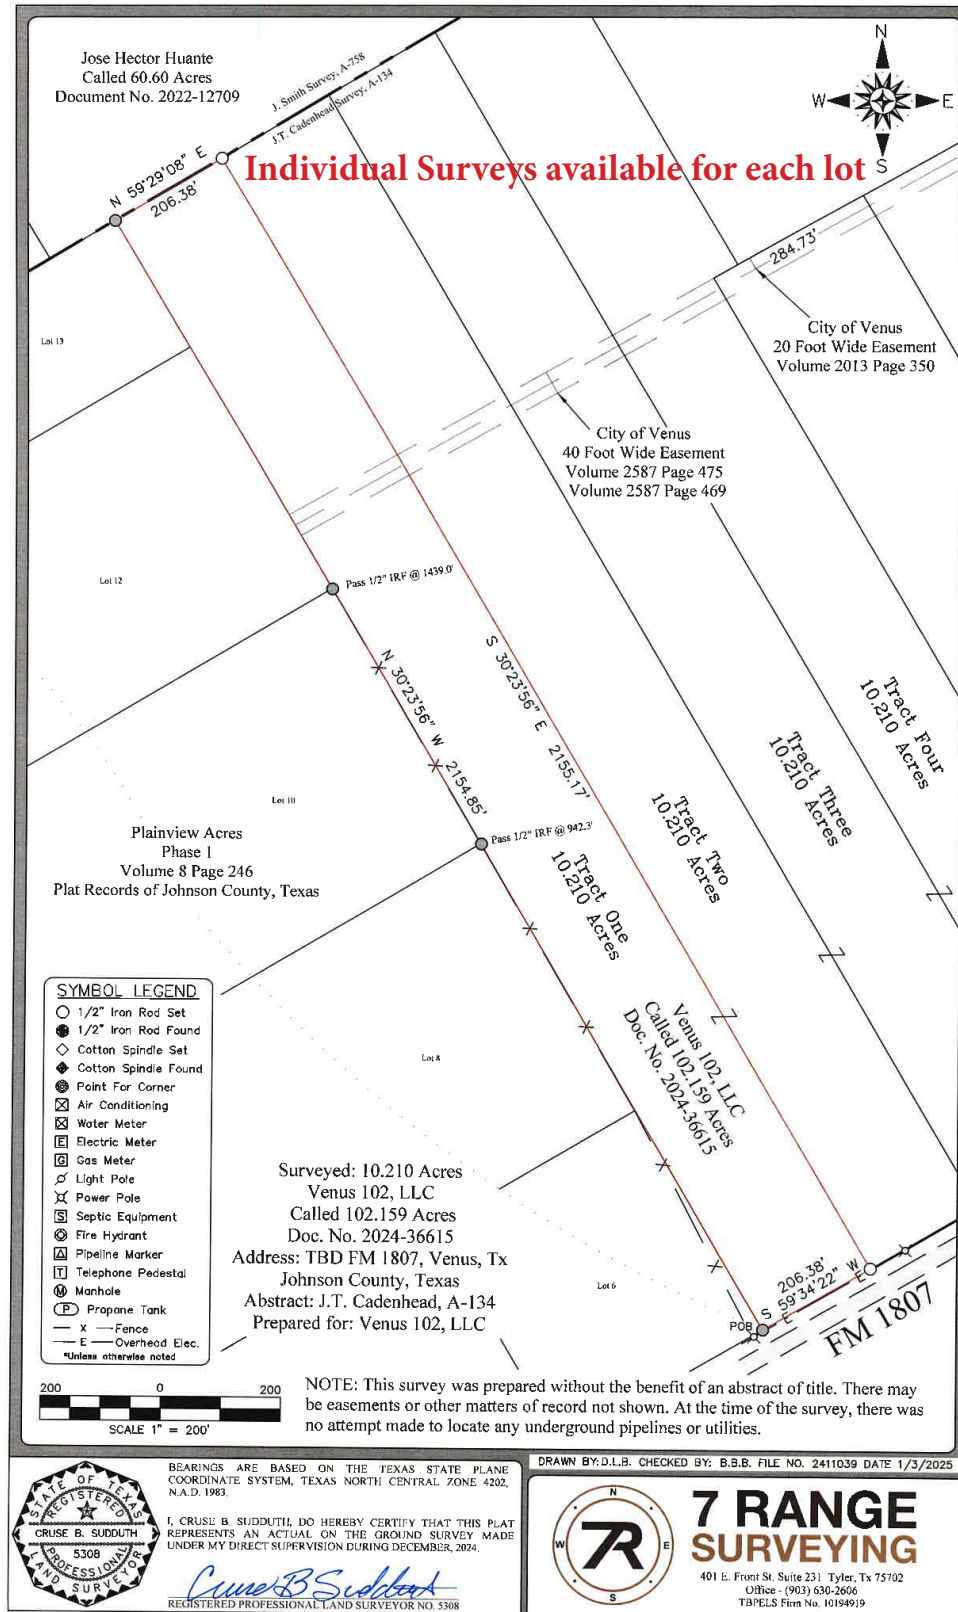 Jose Hector Huante
Called 60.60 Acres
Document No. 2022-12709
J. Smith Survey, A-758
J.T. Cadenhead Survey, A-134
N
W
E
S
Individual Surveys available for each lot
N 59°29'08" E
206.38'
284.73'
City of Venus
20 Foot Wide Easement
Volume 2013 Page 350
Lot 13
City of Venus
40 Foot Wide Easement
Volume 2587 Page 475
Volume 2587 Page 469
Lot 12
Pass 1/2" IRF @ 1439.0'
N 30°23'56" W 2154.85'
S 30°23'56" E 2155.17'
Tract Four
10.210 Acres
Tract Three
10.210 Acres
Tract Two
10.210 Acres
Tract One
10.210 Acres
Lot 10
Pass 1/2" IRF @ 942.3'
Plainview Acres
Phase 1
Volume 8 Page 246
Plat Records of Johnson County, Texas
Venus 102, LLC
Called 102.159 Acres
Doc. No. 2024-36615
Lot 8
SYMBOL LEGEND
1/2" Iron Rod Set
1/2" Iron Rod Found
Cotton Spindle Set
Cotton Spindle Found
Point For Corner
Air Conditioning
Water Meter
E Electric Meter
G Gas Meter
Light Pole
Power Pole
S Septic Equipment
Fire Hydrant
Pipeline Marker
T Telephone Pedestal
M Manhole
P Propane Tank
X Fence
E Overhead Elec.
*Unless otherwise noted
Surveyed: 10.210 Acres
Venus 102, LLC
Called 102.159 Acres
Doc. No. 2024-36615
Address: TBD FM 1807, Venus, Tx
Johnson County, Texas
Abstract: J.T. Cadenhead, A-134
Prepared for: Venus 102, LLC
Lot 6
206.38'
S 59°34'22" W
E
E
POB
FM 1807
200 0 200
SCALE 1" = 200'
NOTE: This survey was prepared without the benefit of an abstract of title. There may
be easements or other matters of record not shown. At the time of the survey, there was
no attempt made to locate any underground pipelines or utilities.
DRAWN BY: D.L.B. CHECKED BY: B.B.B. FILE NO. 2411039 DATE 1/3/2025
BEARINGS ARE BASED ON THE TEXAS STATE PLANE
COORDINATE SYSTEM, TEXAS NORTH CENTRAL ZONE 4202,
N.A.D. 1983.
I, CRUSE B. SUDDUTH, DO HEREBY CERTIFY THAT THIS PLAT
REPRESENTS AN ACTUAL ON THE GROUND SURVEY MADE
UNDER MY DIRECT SUPERVISION DURING DECEMBER, 2024.
Cruse B Sudduth
REGISTERED PROFESSIONAL LAND SURVEYOR NO. 5308
STATE OF TEXAS
REGISTERED
CRUSE B. SUDDUTH
5308
PROFESSIONAL
LAND SURVEYOR
N
W
7R
E
S
7 RANGE
SURVEYING
401 E. Front St. Suite 231 Tyler, Tx 75702
Office - (903) 630-2606
TBPELS Firm No. 10194919